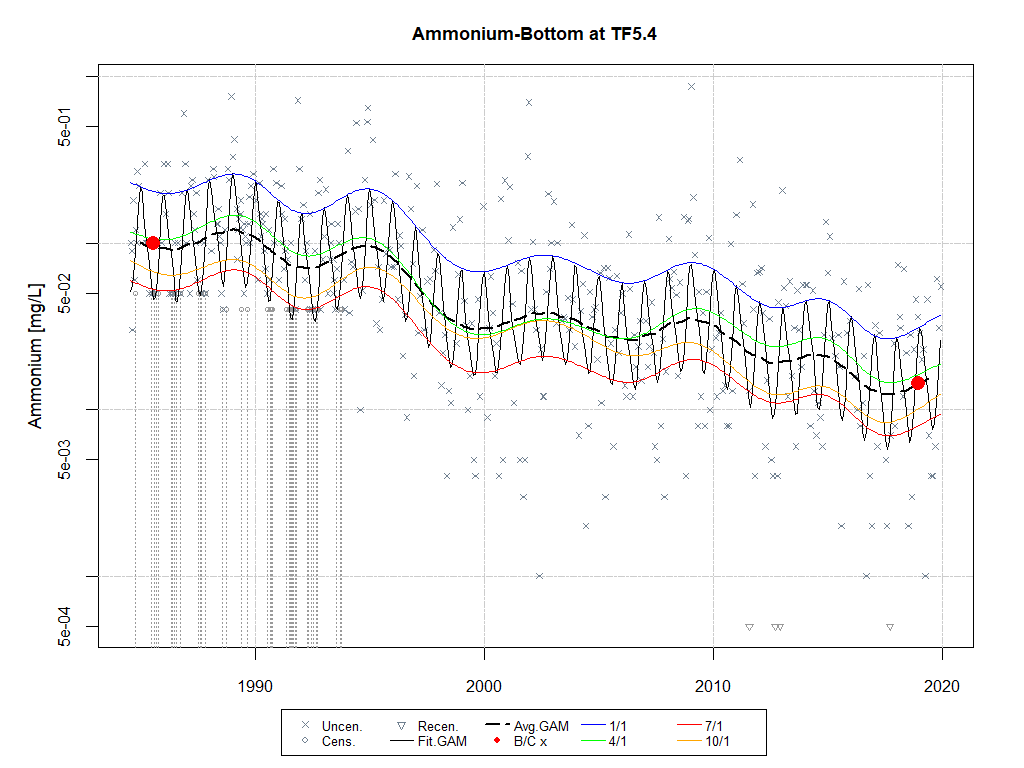 Ammonium-Bottom at TF5.4
Ammonium [mg/L]
5e-01
5e-02
5e-03
5e-04
1990
2000
2010
2020
Uncen. Recen. Avg.GAM 1/1 7/1
Cens. Fit.GAM B/C x 4/1 10/1